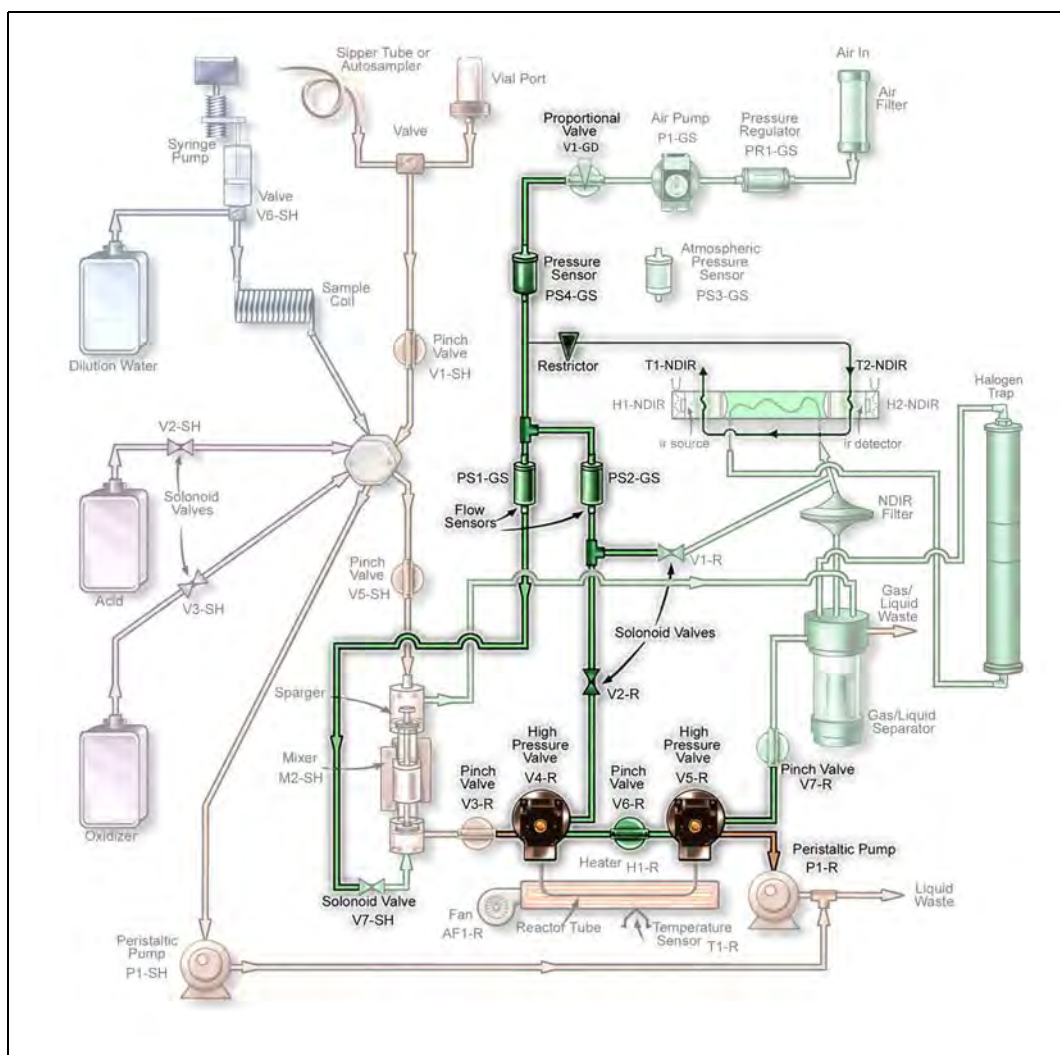 Sipper Tube or
Autosampler
Vial Port
Air In
Air
Filter
Proportional
Valve
V1-GD
Air Pump
P1-GS
Pressure
Regulator
PR1-GS
Valve
Syringe
Pump
Valve
V6-SH
Pressure
Sensor
PS4-GS
Atmospheric
Pressure
Sensor
PS3-GS
Sample
Coil
Dilution Water
Pinch
Valve
V1-SH
Restrictor
T1-NDIR
T2-NDIR
Halogen
Trap
H1-NDIR
H2-NDIR
ir source
ir detector
V2-SH
Solonoid
Valves
PS1-GS
PS2-GS
Flow
Sensors
NDIR
Filter
V1-R
Pinch
Valve
V5-SH
Acid
V3-SH
Gas/
Liquid
Waste
Solonoid Valves
Sparger
V2-R
Gas/Liquid
Separator
Mixer
M2-SH
High
Pressure
Valve
V4-R
High
Pressure
Valve
V5-R
Pinch
Valve
V3-R
Pinch
Valve
V6-R
Pinch Valve
V7-R
Oxidizer
Heater
H1-R
Peristaltic Pump
P1-R
Solonoid Valve
V7-SH
Fan
AF1-R
Reactor Tube
Temperature
Sensor
T1-R
Liquid
Waste
Peristaltic
Pump
P1-SH